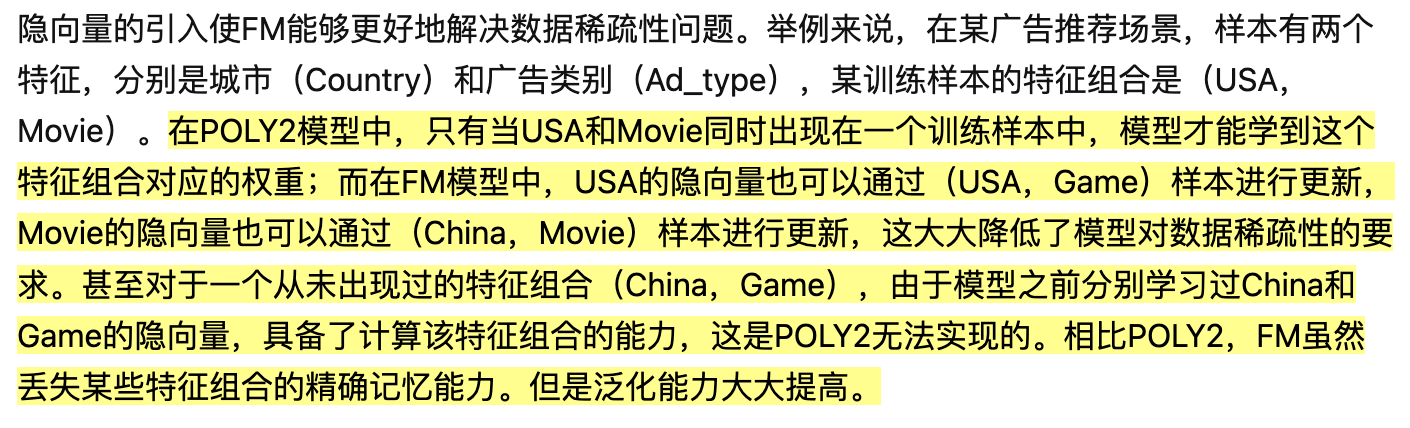 隐向量的引入使FM能够更好地解决数据稀疏性问题。举例来说，在某广告推荐场景，样本有两个
特征，分别是城市（Country）和广告类别（Ad_type），某训练样本的特征组合是（USA，
Movie）。在POLY2模型中，只有当USA和Movie同时出现在一个训练样本中，模型才能学到这个
特征组合对应的权重；而在FM模型中，USA的隐向量也可以通过（USA，Game）样本进行更新，
Movie的隐向量也可以通过（China，Movie）样本进行更新，这大大降低了模型对数据稀疏性的要
求。甚至对于一个从未出现过的特征组合（China，Game），由于模型之前分别学习过China和
Game的隐向量，具备了计算该特征组合的能力，这是POLY2无法实现的。相比POLY2，FM虽然
丢失某些特征组合的精确记忆能力。但是泛化能力大大提高。